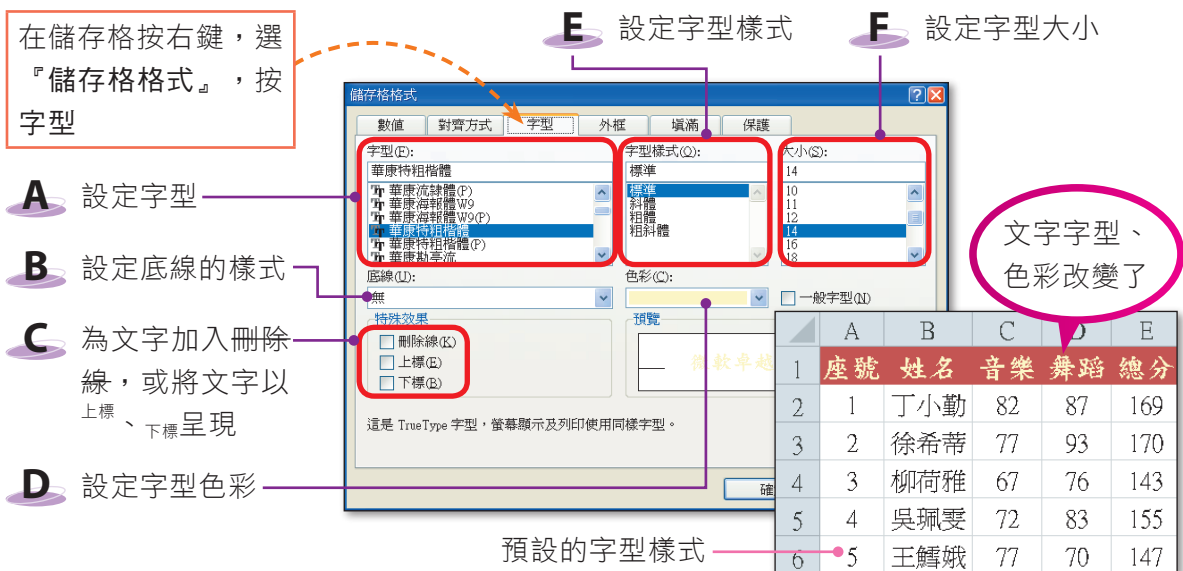 在儲存格按右鍵，選
『儲存格格式』，按
字型
E 設定字型樣式
F 設定字型大小
A 設定字型
B 設定底線的樣式
C 為文字加入刪除
線，或將文字以
上標、下標呈現
D 設定字型色彩
儲存格格式
數值 對齊方式 字型 外框 填滿 保護
字型(F):
華康特粗楷體
華康流隸體(P)
華康海報體W9
華康海報體W9(P)
華康特粗楷體
華康特粗楷體(P)
華康勘亭流
字型樣式(O):
標準
標準
斜體
粗體
粗斜體
大小(S):
14
10
11
12
14
16
18
底線(U):
無
色彩(C):
一般字型(N)
特殊效果
刪除線(K)
上標(E)
下標(B)
預覽
微軟卓越
這是 TrueType 字型，螢幕顯示及列印使用同樣字型。
確
文字字型、
色彩改變了
A B C D E
1 座號 姓名 音樂 舞蹈 總分
2 1 丁小勤 82 87 169
3 2 徐希蒂 77 93 170
4 3 柳荷雅 67 76 143
5 4 吳珮雯 72 83 155
6 5 王鱈娥 77 70 147
預設的字型樣式